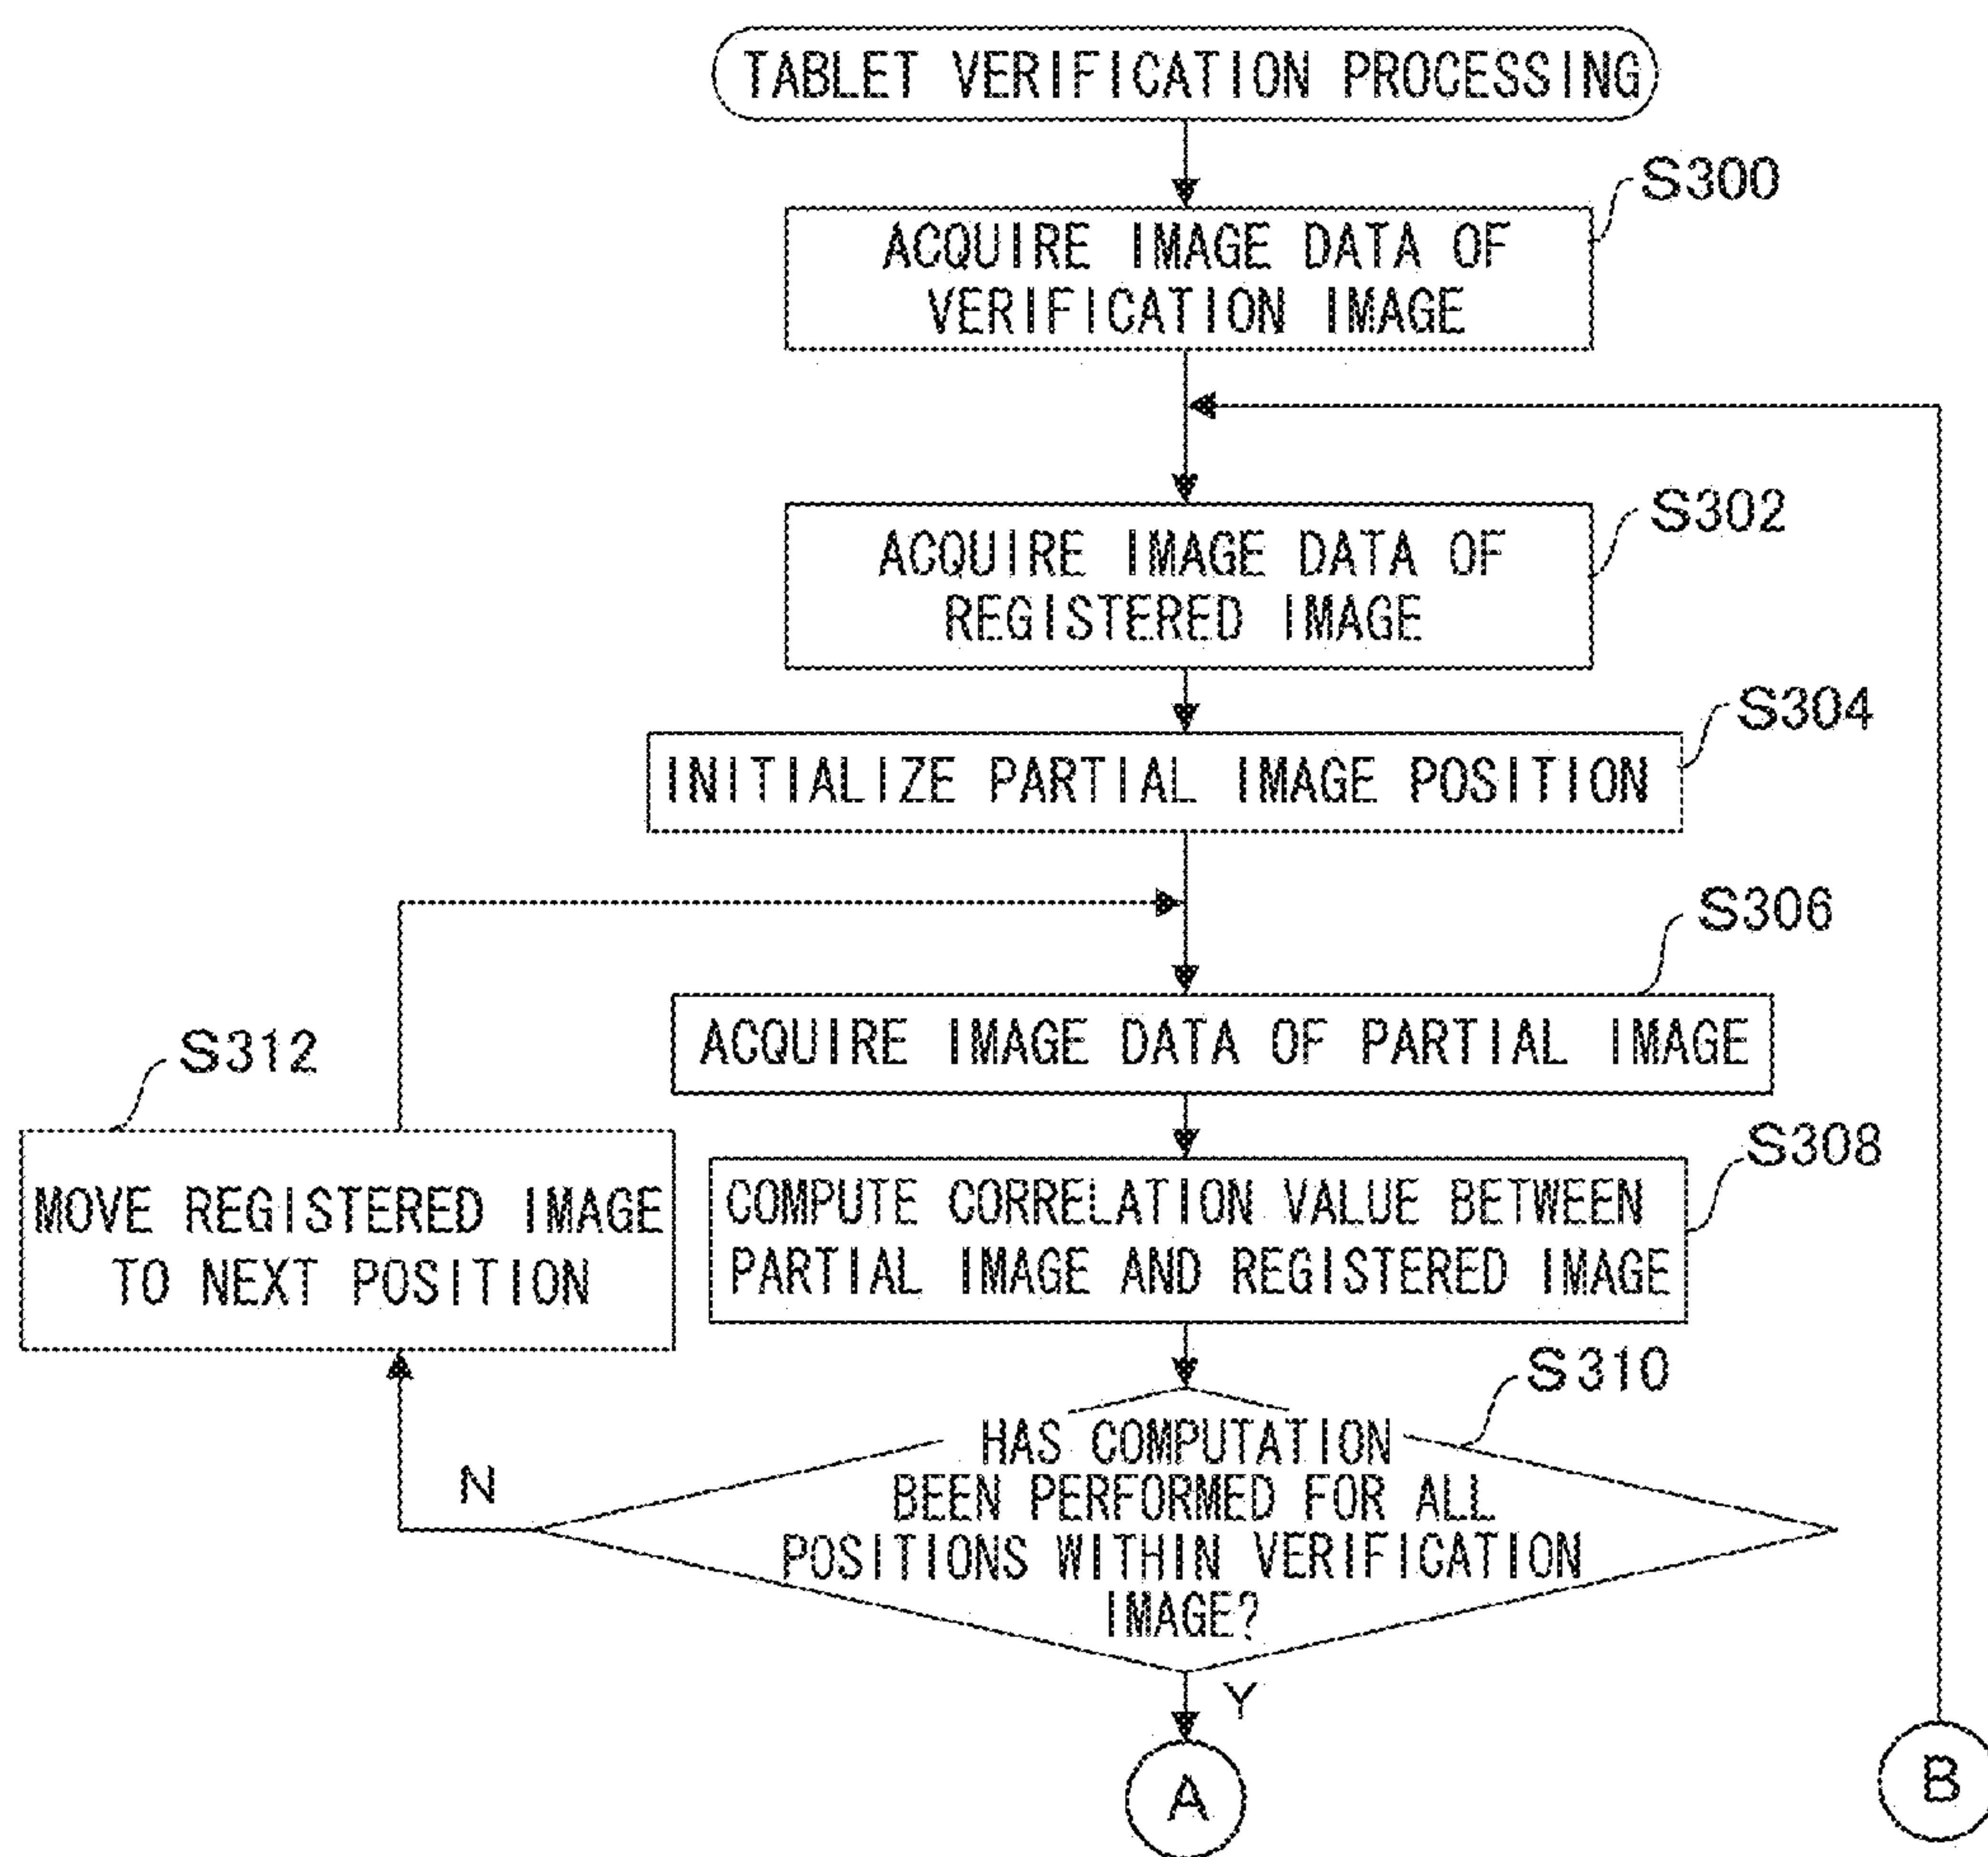 TABLET VERIFICATION PROCESSING
S300
ACQUIRE IMAGE DATA OF
VERIFICATION IMAGE
S302
ACQUIRE IMAGE DATA OF
REGISTERED IMAGE
S304
INITIALIZE PARTIAL IMAGE POSITION
S306
ACQUIRE IMAGE DATA OF PARTIAL IMAGE
S312
MOVE REGISTERED IMAGE
TO NEXT POSITION
S308
COMPUTE CORRELATION VALUE BETWEEN
PARTIAL IMAGE AND REGISTERED IMAGE
S310
HAS COMPUTATION
BEEN PERFORMED FOR ALL
POSITIONS WITHIN VERIFICATION
IMAGE?
N
Y
A
B